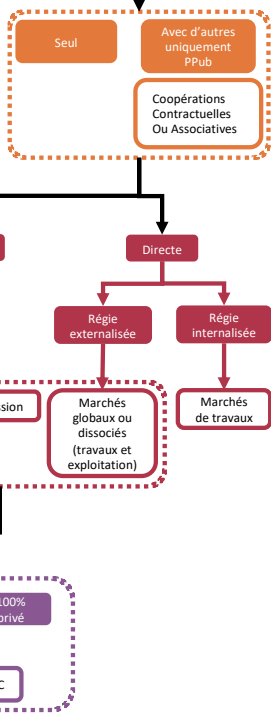 Seul
Avec d'autres
uniquement
PPub
Coopérations
Contractuelles
Ou Associatives
Directe
Régie
externalisée
Régie
internalisée
ssion
Marchés
globaux ou
dissociés
(travaux et
exploitation)
Marchés
de travaux
100%
privé
C